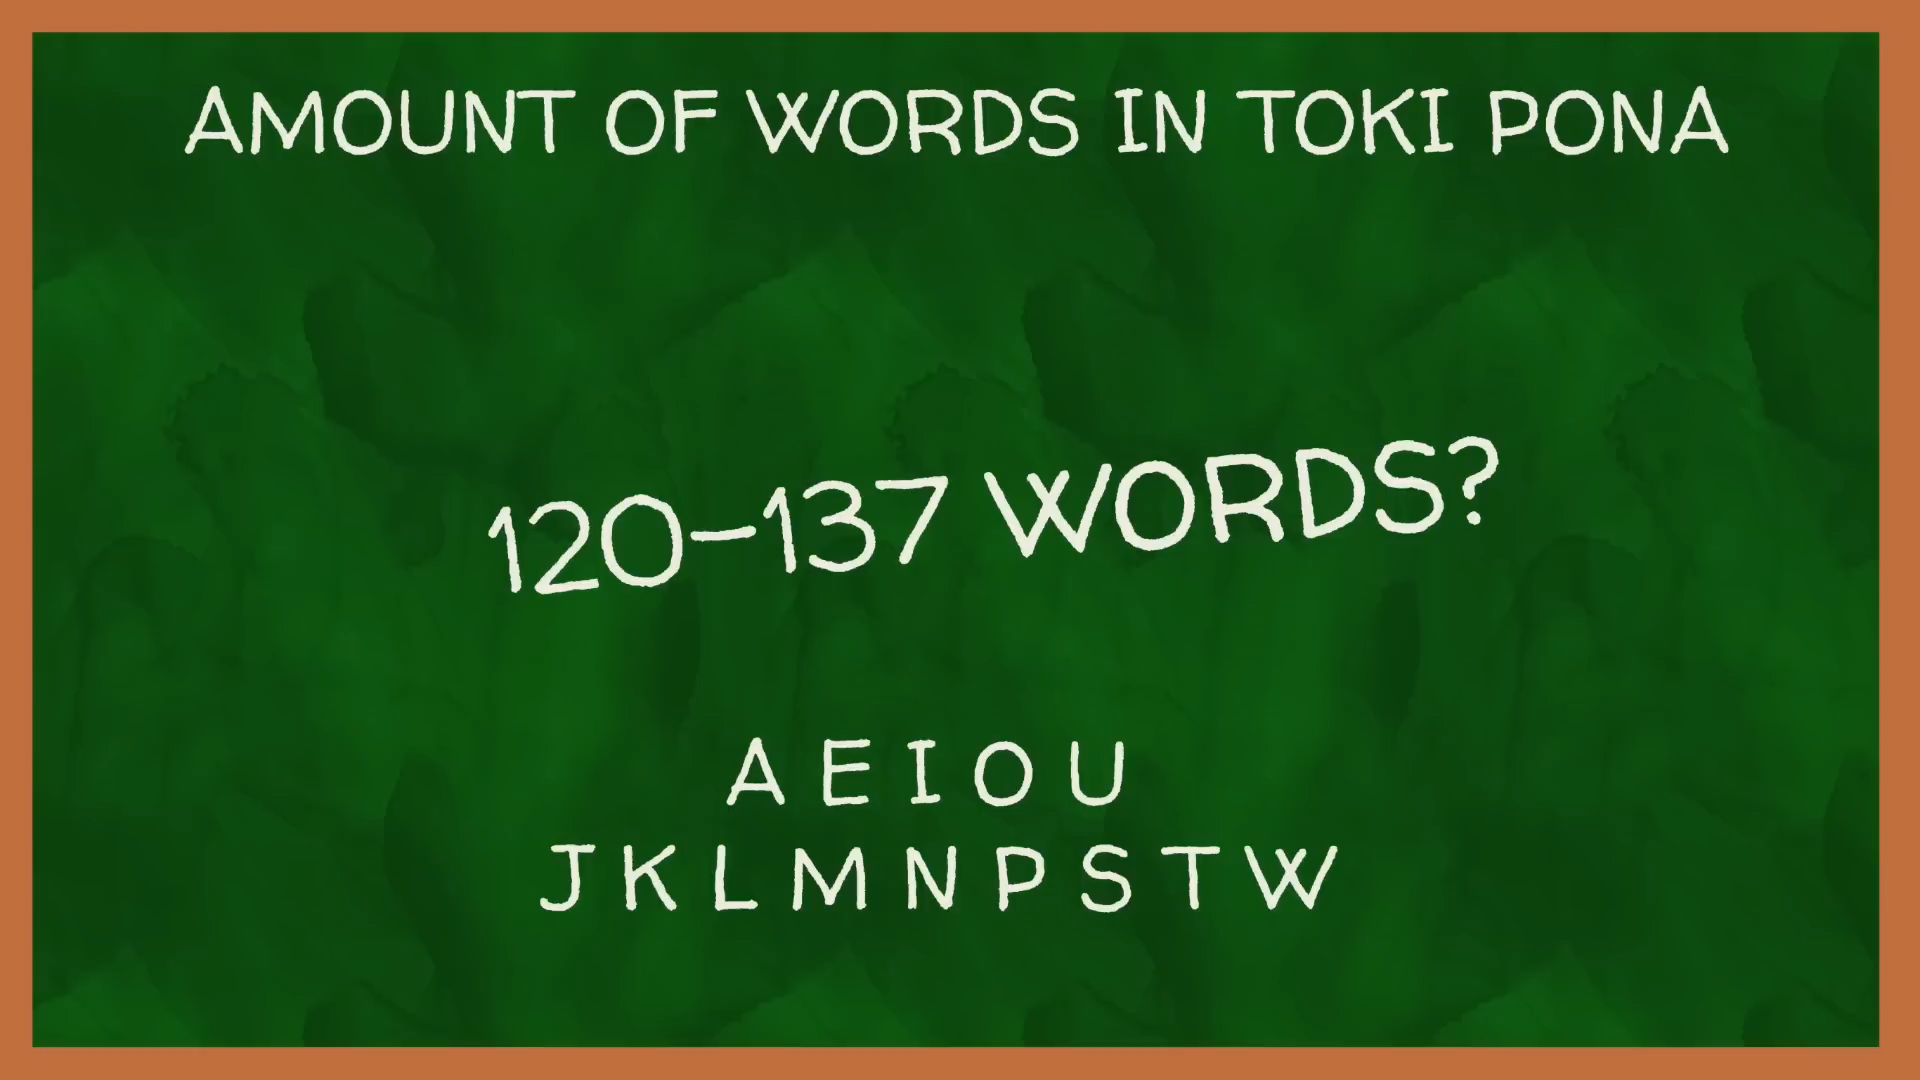 AMOUNT OF WORDS IN TOKI PONA
120–137 WORDS?
A E I O U
J K L M N P S T W